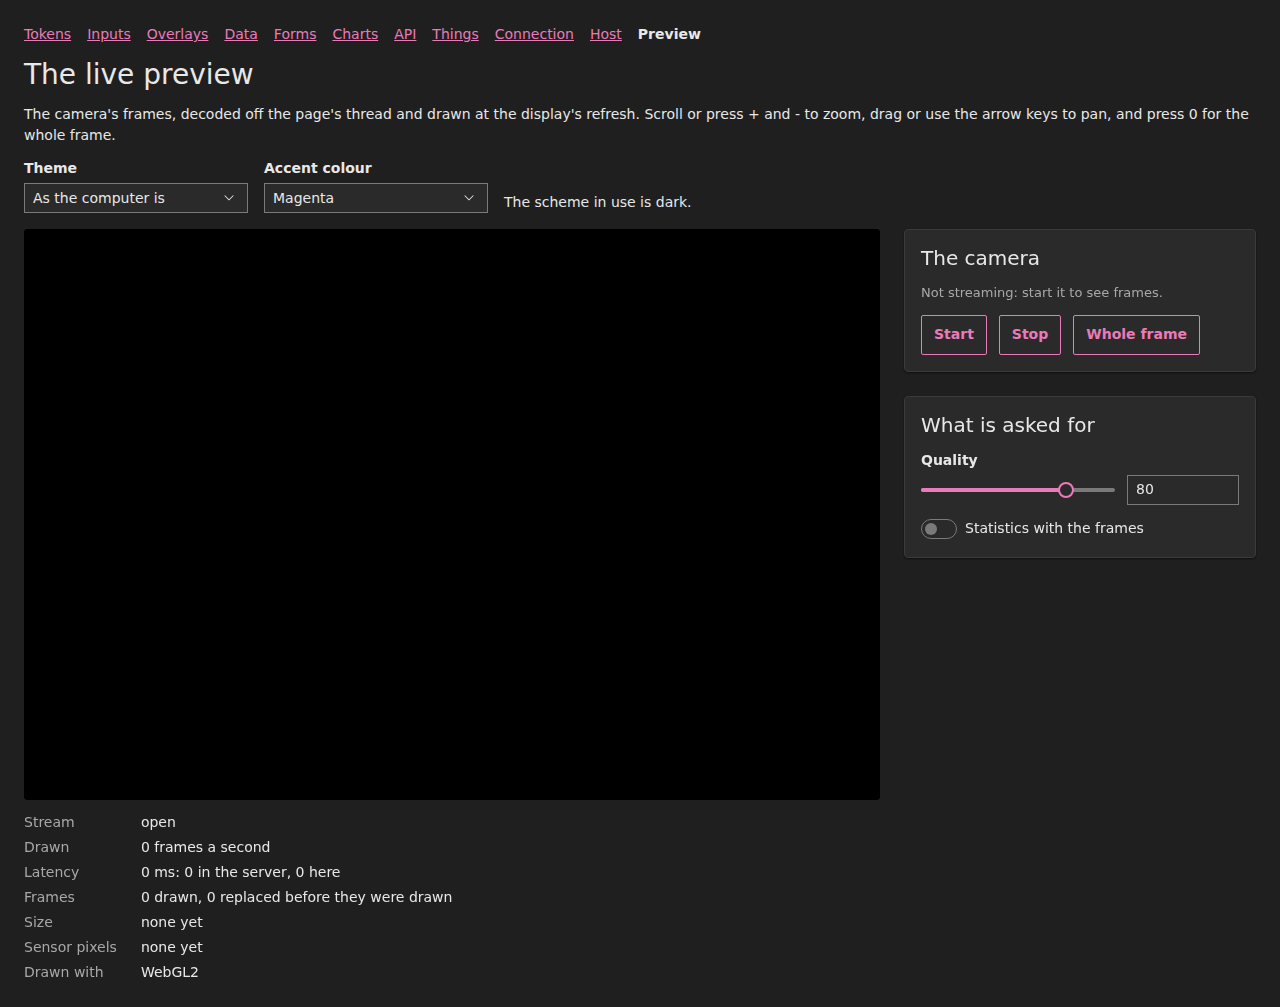 Tokens Inputs Overlays Data Forms Charts API Things Connection Host Preview
The live preview
The camera's frames, decoded off the page's thread and drawn at the display's refresh. Scroll or press + and - to zoom, drag or use the arrow keys to pan, and press 0 for the
whole frame.
Theme Accent colour
As the computer is Magenta The scheme in use is dark.
The camera
Not streaming: start it to see frames.
Start Stop Whole frame
What is asked for
Quality
80
Statistics with the frames
Stream open
Drawn 0 frames a second
Latency 0 ms: 0 in the server, 0 here
Frames 0 drawn, 0 replaced before they were drawn
Size none yet
Sensor pixels none yet
Drawn with WebGL2